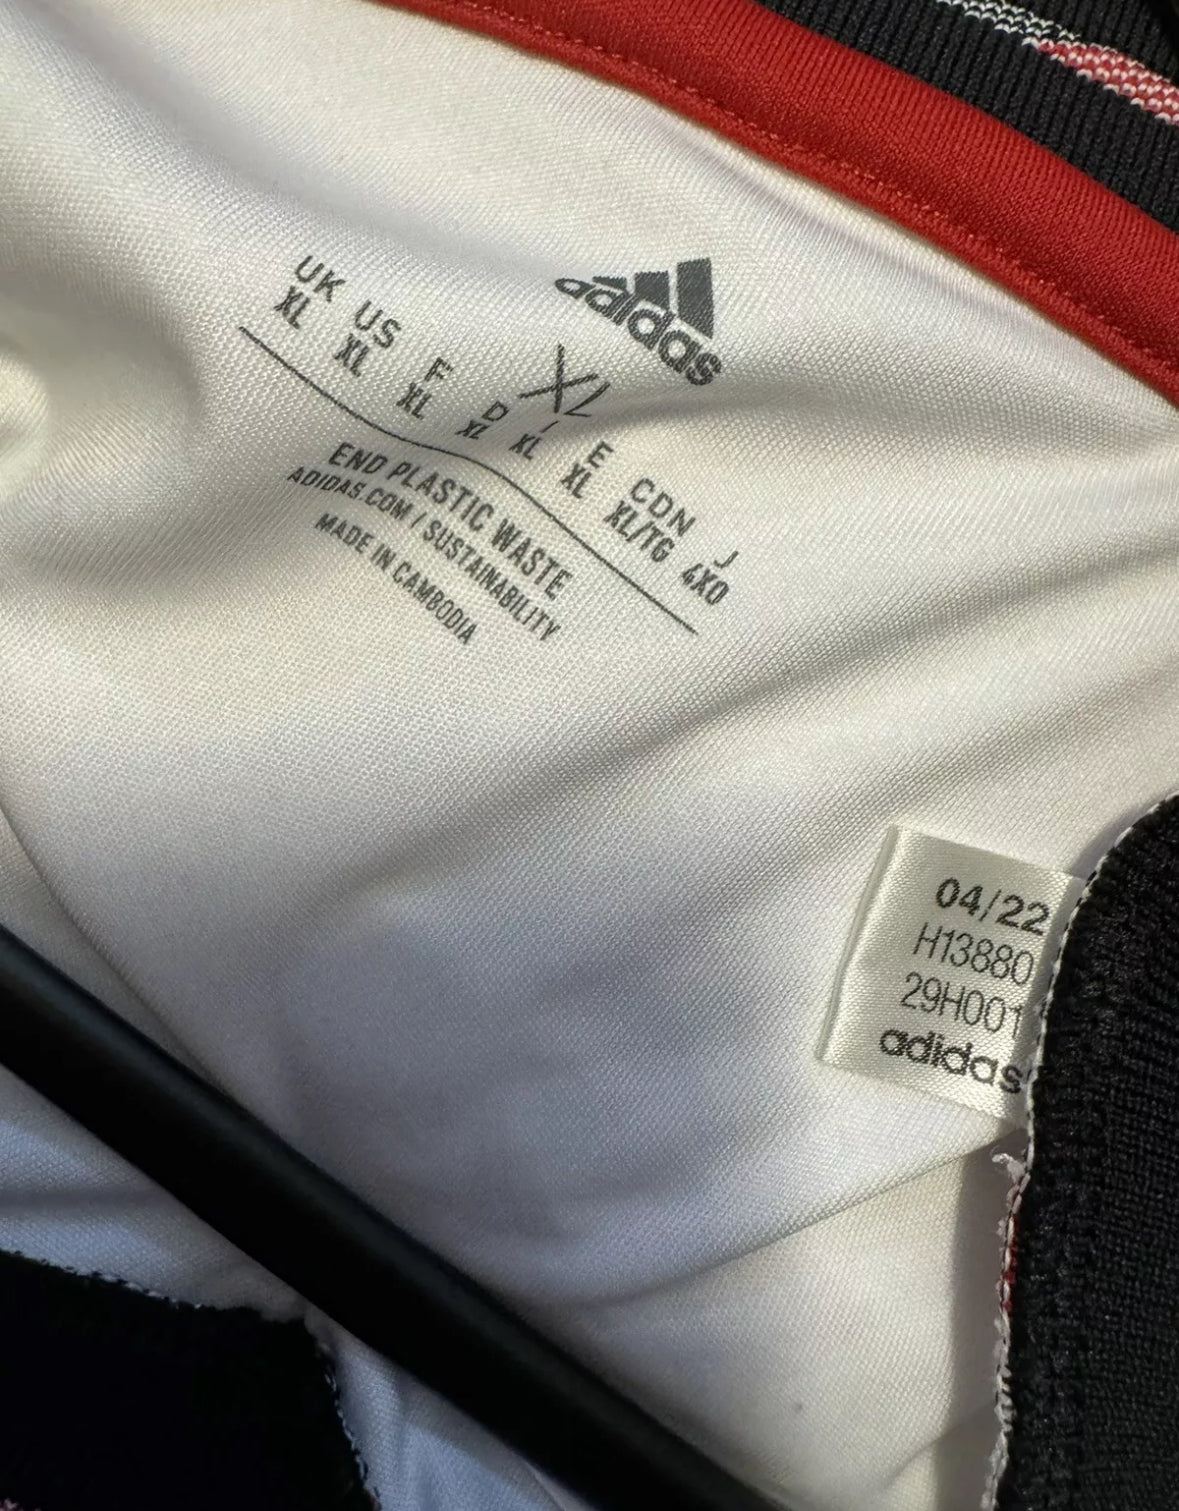 adidas
XL
UK US F D I E CDN J
XL XL XL XL XL XL XL/TG 4XO
END PLASTIC WASTE
ADIDAS.COM / SUSTAINABILITY
MADE IN CAMBODIA
04/22
H13880
29H001
adidas